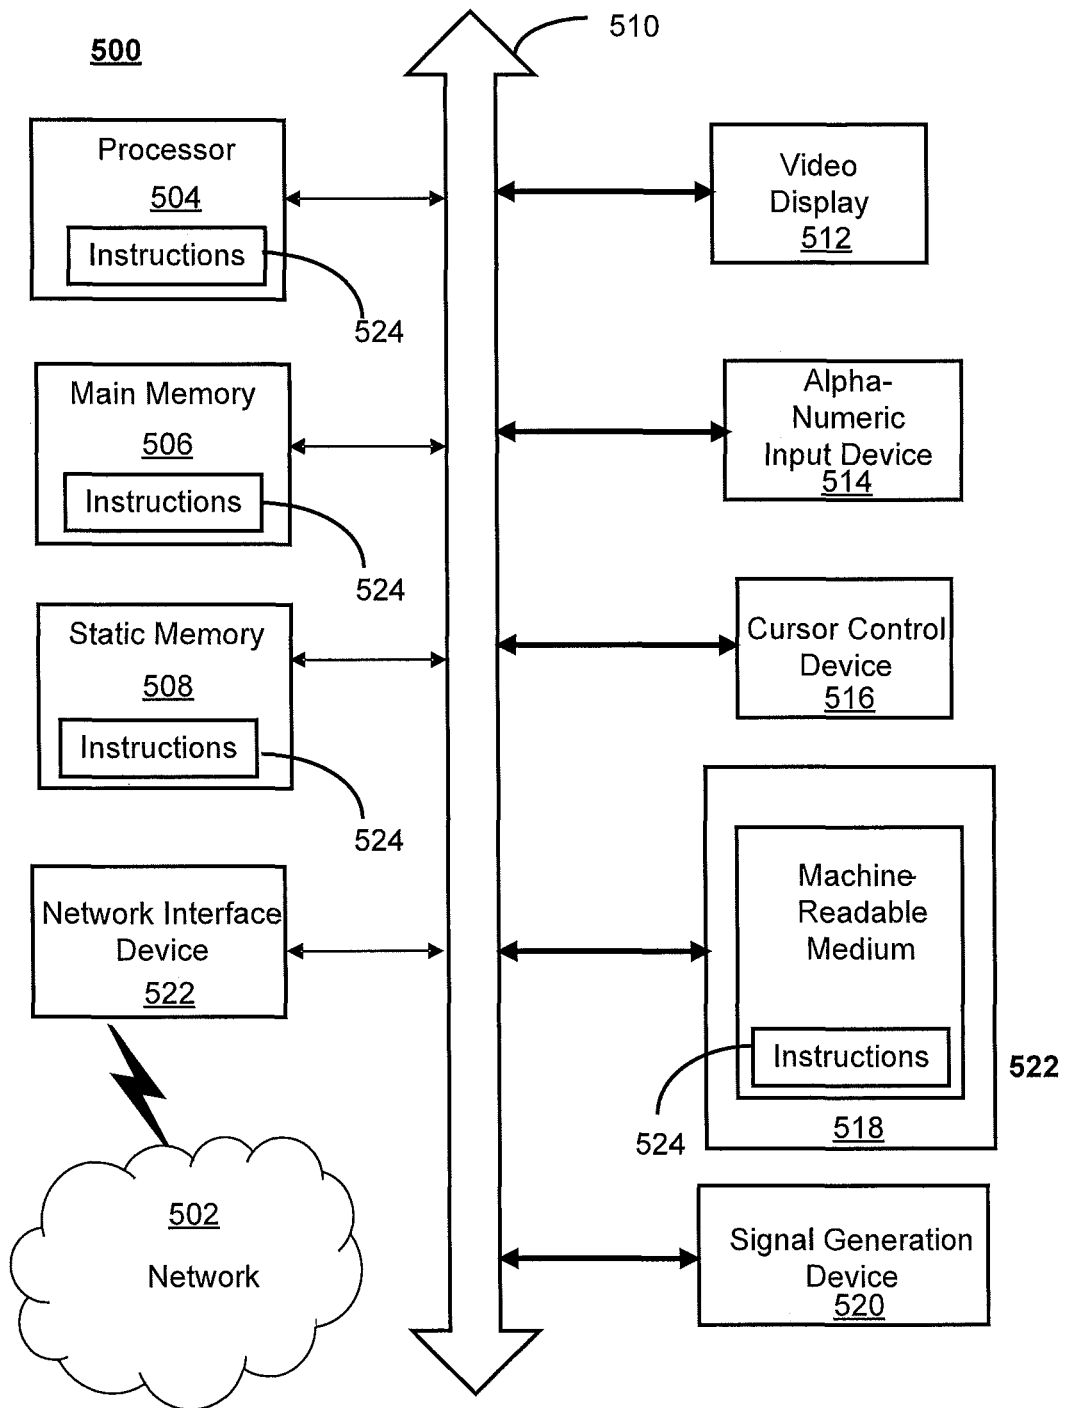 500
510
Processor
504
Instructions
524
Main Memory
506
Instructions
524
Static Memory
508
Instructions
524
Network Interface
Device
522
502
Network
Video
Display
512
Alpha-
Numeric
Input Device
514
Cursor Control
Device
516
Machine-
Readable
Medium
Instructions
524
518
522
Signal Generation
Device
520